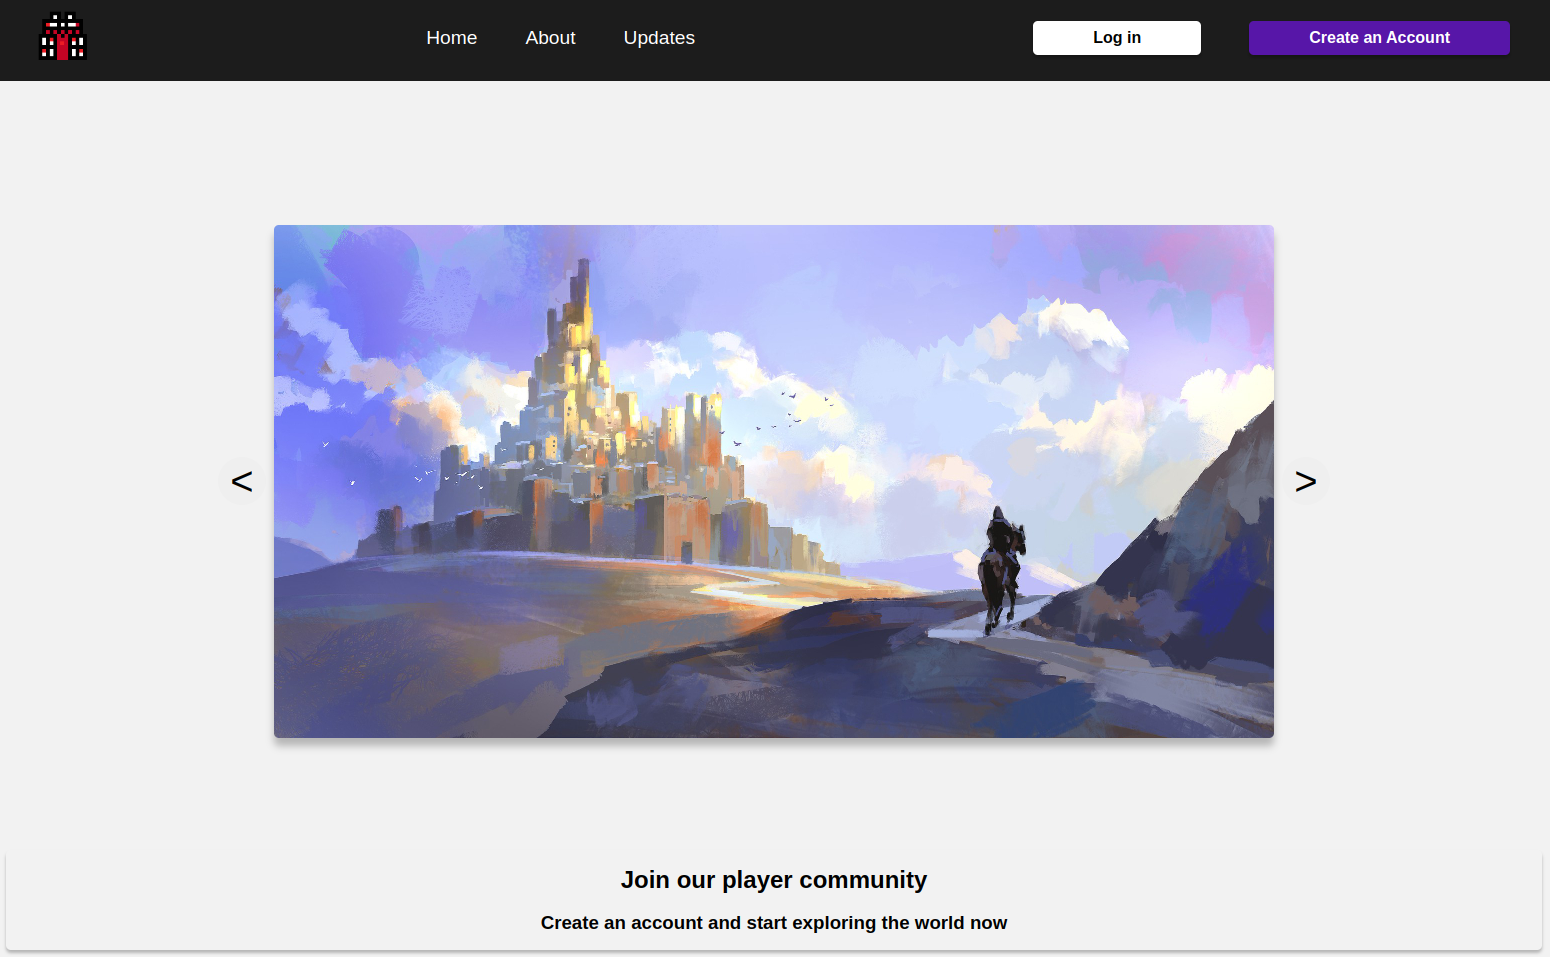 Home About Updates Log in Create an Account
< >
Join our player community
Create an account and start exploring the world now